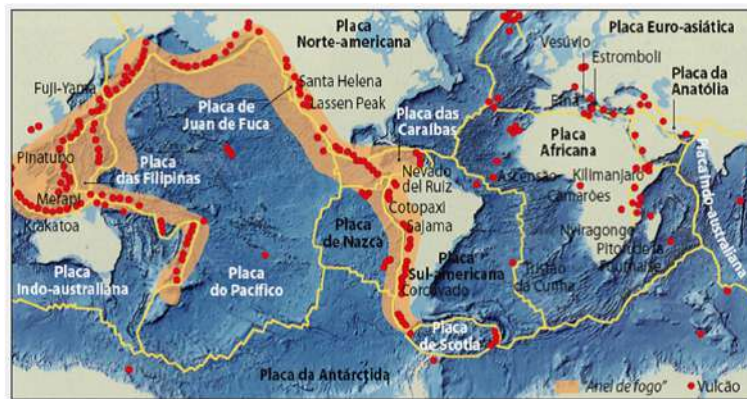 Placa
Norte-americana
Placa Euro-asiática
Vesúvio
Estromboli
Placa da
Anatólia
Fuji-Yama
Santa Helena
Lassen Peak
Placa de
Juan de Fuca
Placa das
Caraíbas
Etna
Placa
Africana
Pinatubo
Placa
das Filipinas
Merapi
Krakatoa
Nevado
del Ruiz
Cotopaxi
Sajama
Ascensão
Camarões
Kilimanjaro
Nyiragongo
Piton de la
Fournaise
Placa Indo-australiana
Placa
Indo-australiana
Placa
do Pacífico
Placa
de Nazca
Placa
Sul-americana
Corcovado
Tristão
da Cunha
Placa
de Scotia
Placa da Antárctida
"Anel de fogo"
Vulcão